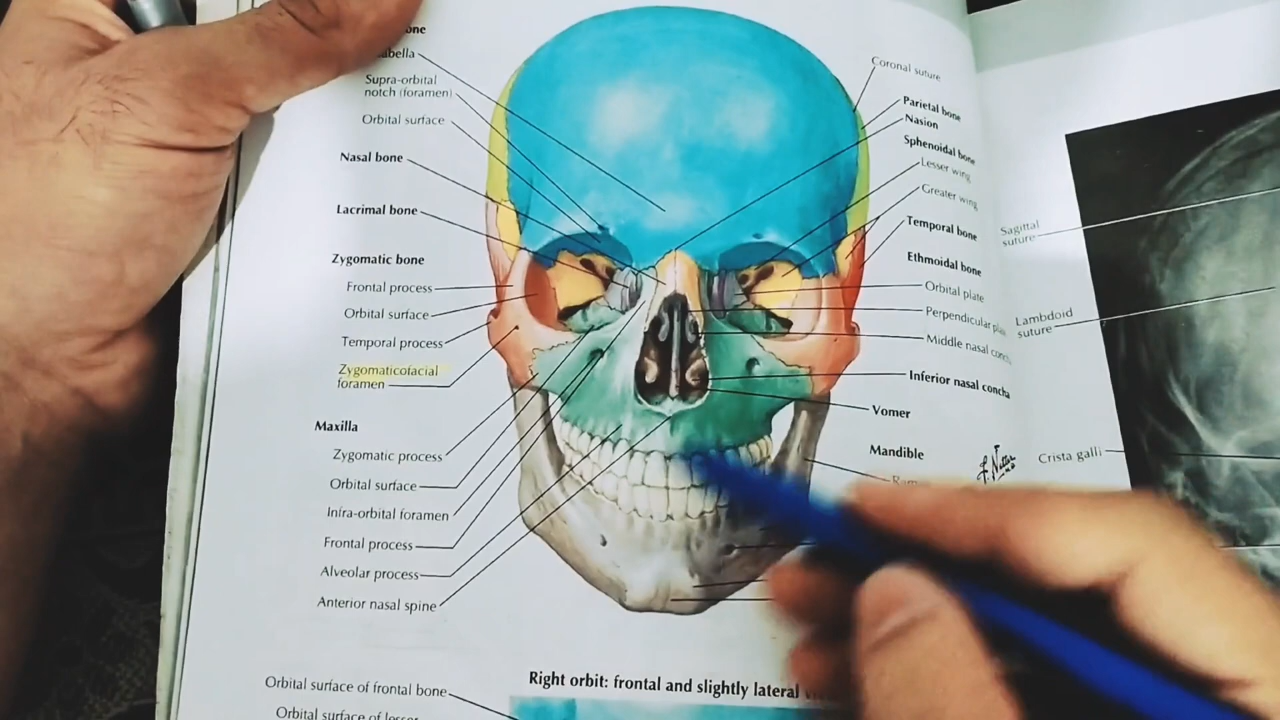 Supra-orbital
notch (foramen)
Orbital surface
Nasal bone
Lacrimal bone
Zygomatic bone
Frontal process
Orbital surface
Temporal process
Zygomaticofacial
foramen
Maxilla
Zygomatic process
Orbital surface
Infra-orbital foramen
Frontal process
Alveolar process
Anterior nasal spine
Coronal suture
Parietal bone
Nasion
Sphenoidal bone
Lesser wing
Greater wing
Temporal bone
Ethmoidal bone
Orbital plate
Perpendicular
Middle nasal
Inferior nasal concha
Vomer
Mandible
Sagittal
suture
Lambdoid
suture
Crista galli
Right orbit: frontal and slightly lateral
Orbital surface of frontal bone
Orbital surface of lesser